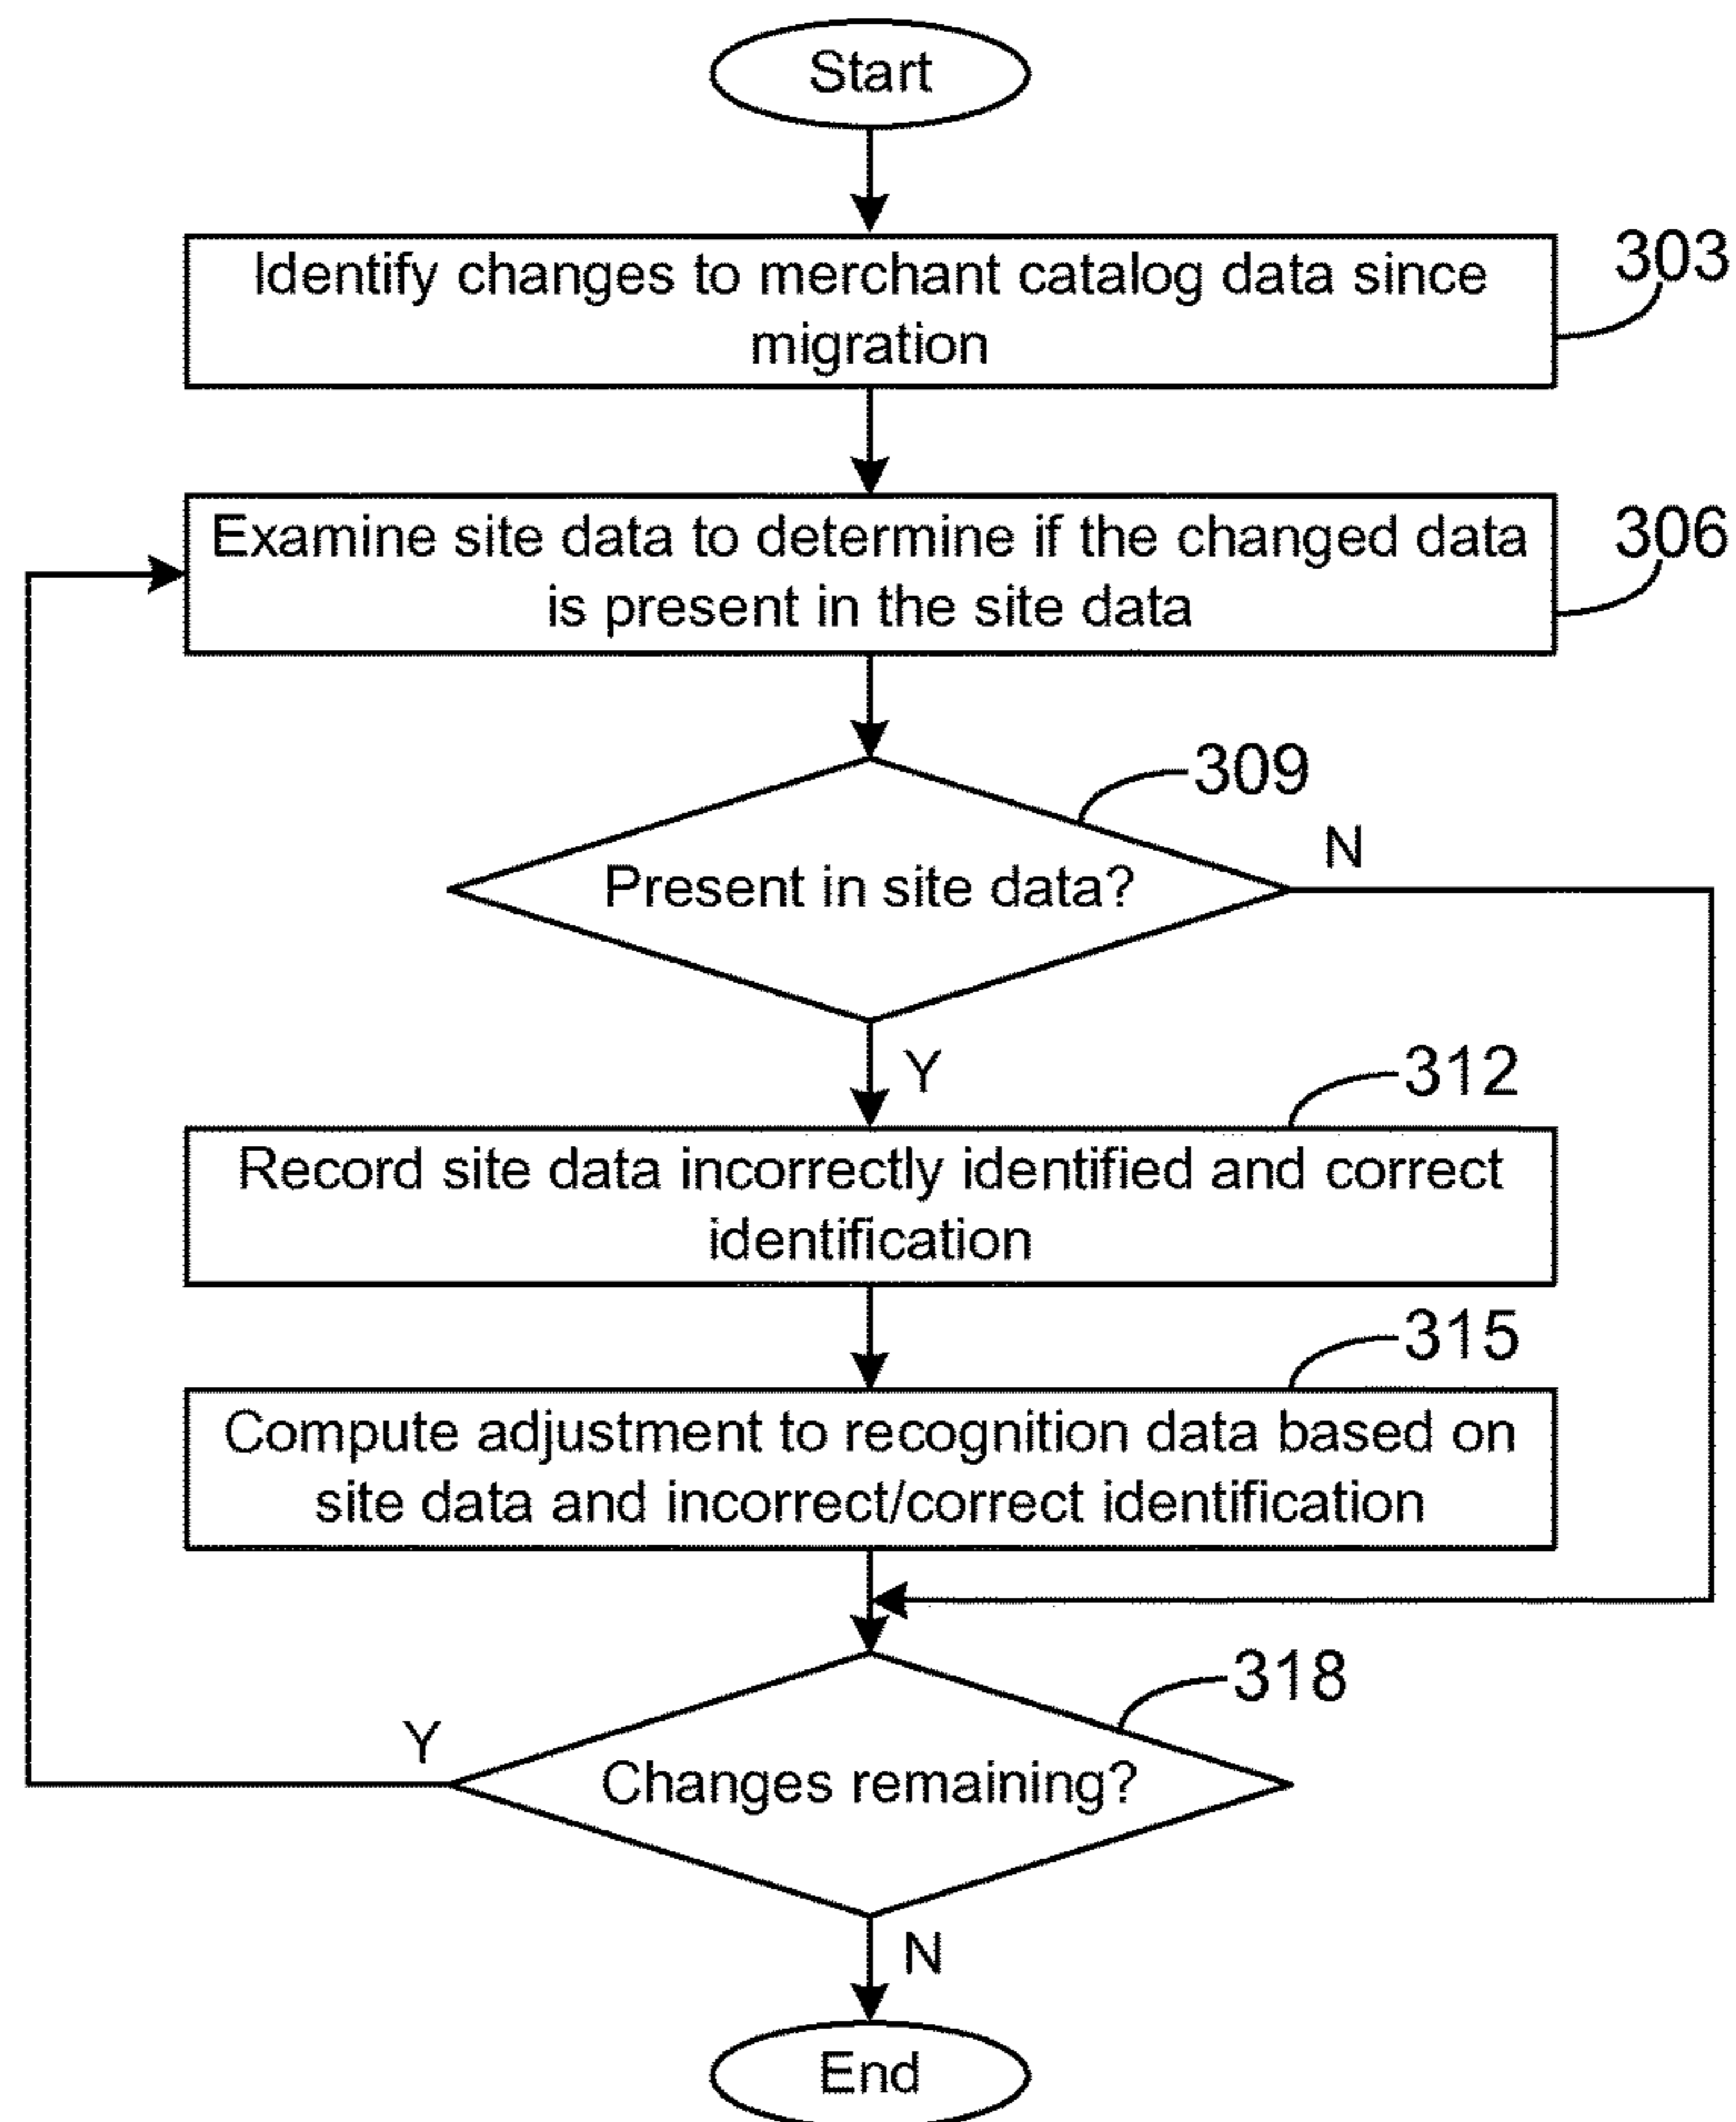 Start
Identify changes to merchant catalog data since
migration
303
Examine site data to determine if the changed data
is present in the site data
306
309
Present in site data?
N
Y
312
Record site data incorrectly identified and correct
identification
315
Compute adjustment to recognition data based on
site data and incorrect/correct identification
318
Y
Changes remaining?
N
End